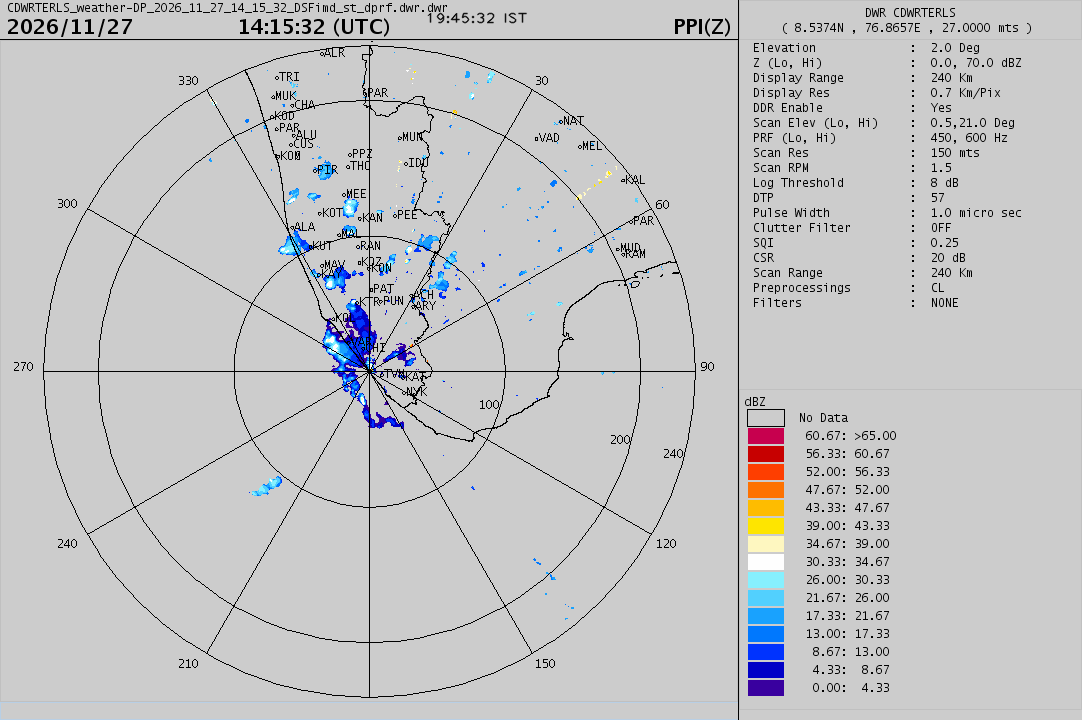 CDWRTERLS_weather-DP_2026_11_27_14_15_32_DSFimd_st_dprf.dwr.dwr
19:45:32 IST
2026/11/27 14:15:32 (UTC) PPI(Z)
DWR CDWRTERLS
( 8.5374N , 76.8657E , 27.0000 mts )
Elevation : 2.0 Deg
Z (Lo, Hi) : 0.0, 70.0 dBZ
Display Range : 240 Km
Display Res : 0.7 Km/Pix
DDR Enable : Yes
Scan Elev (Lo, Hi) : 0.5,21.0 Deg
PRF (Lo, Hi) : 450, 600 Hz
Scan Res : 150 mts
Scan RPM : 1.5
Log Threshold : 8 dB
DTP : 57
Pulse Width : 1.0 micro sec
Clutter Filter : OFF
SQI : 0.25
CSR : 20 dB
Scan Range : 240 Km
Preprocessings : CL
Filters : NONE
dBZ
No Data
60.67: >65.00
56.33: 60.67
52.00: 56.33
47.67: 52.00
43.33: 47.67
39.00: 43.33
34.67: 39.00
30.33: 34.67
26.00: 30.33
21.67: 26.00
17.33: 21.67
13.00: 17.33
8.67: 13.00
4.33: 8.67
0.00: 4.33
ALR
TRI
330
30
MUK
PAR
CHA
KOD
NAT
PAR
ALU
MUN
VAD
CUS
MEL
KOM
PPZ
THO
IDU
PIR
KAL
MEE
300
60
KOT
KAN
PEE
PAR
ALA
MAL
KUT
RAN
MUD
RAM
MAV
KOZ
KON
PAT
ACH
KTR
PUN
ARY
270
90
TVM
KAT
NYK
100
200
240
240
120
210
150